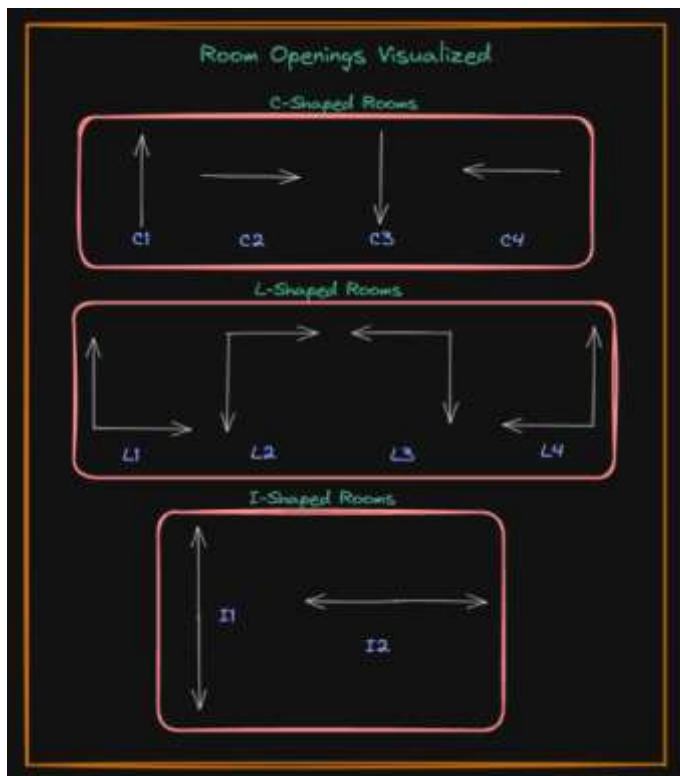 Room Openings Visualized
C-Shaped Rooms
C1 C2 C3 C4
L-Shaped Rooms
L1 L2 L3 L4
I-Shaped Rooms
I1
I2